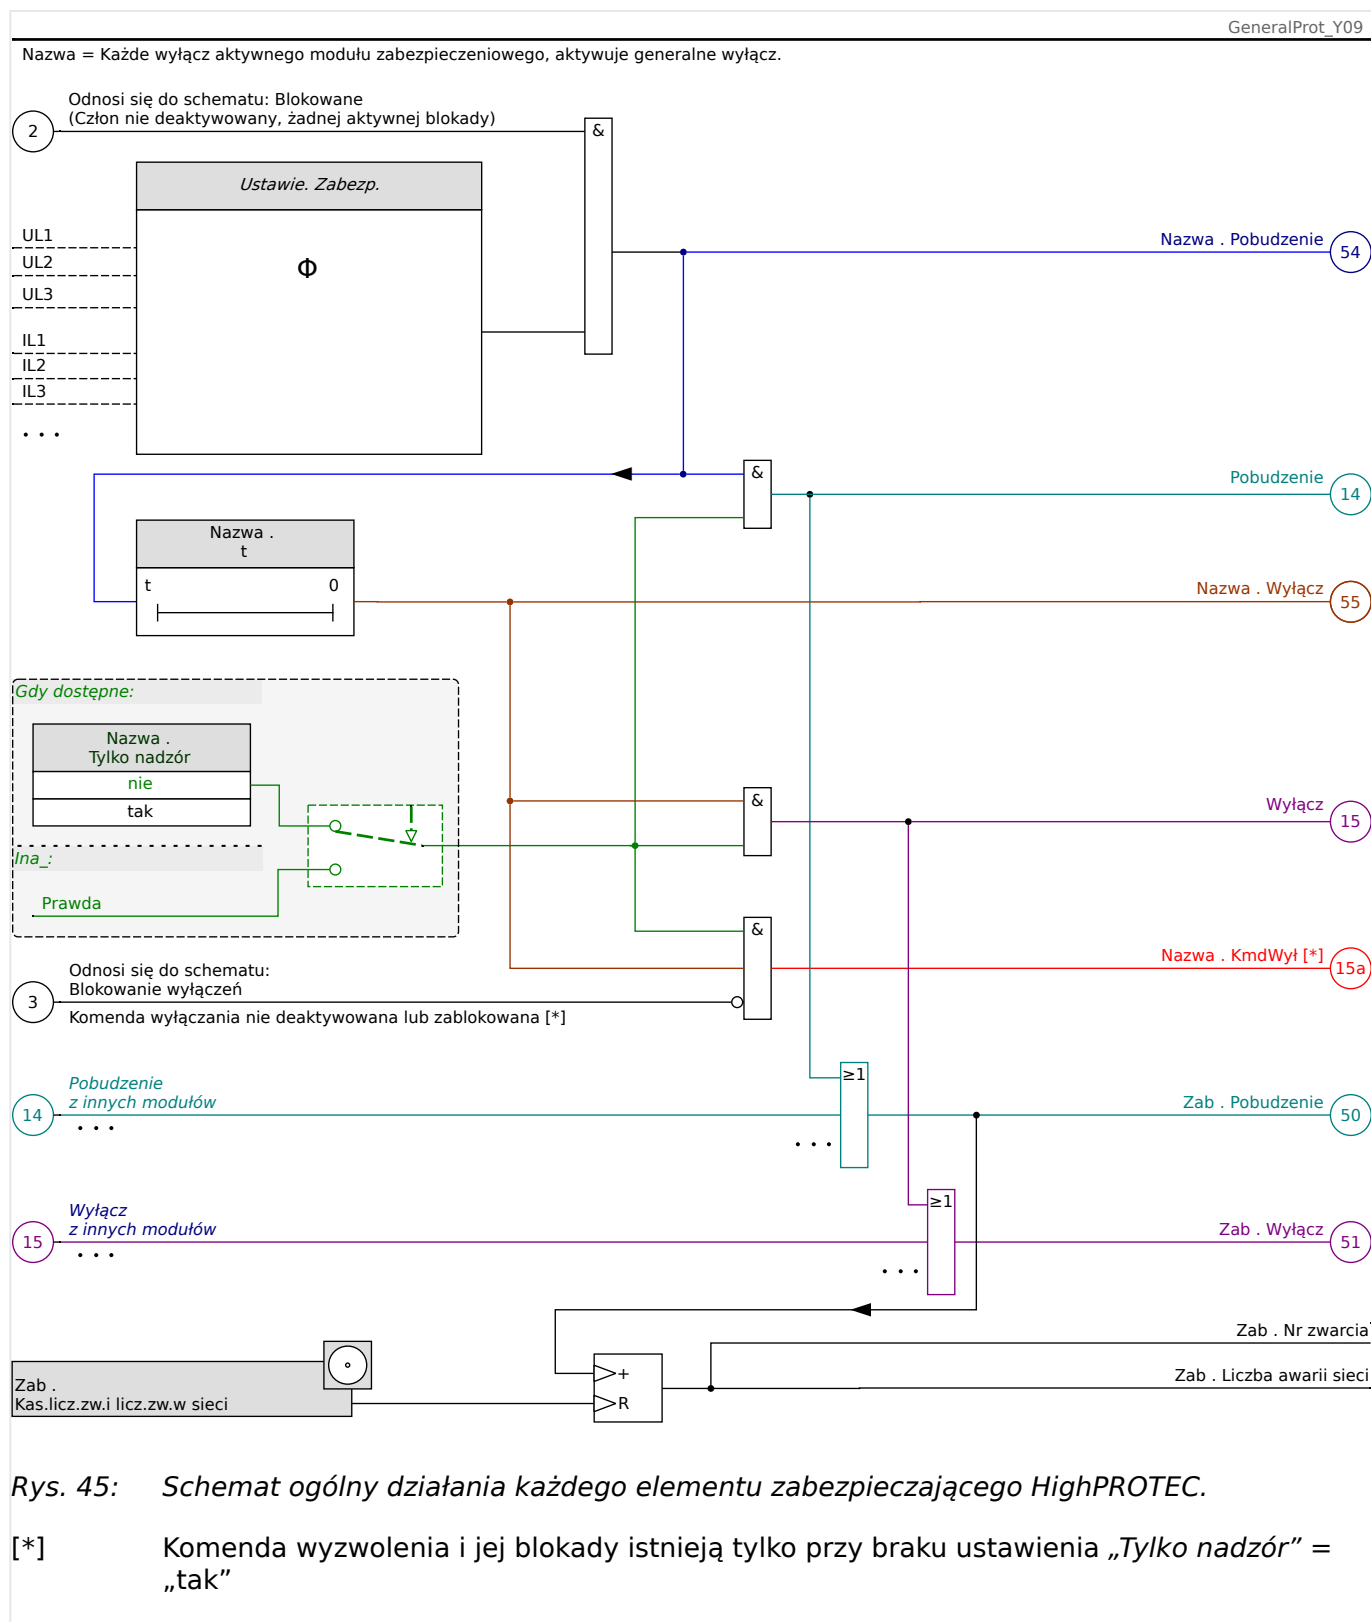 GeneralProt_Y09
Nazwa = Każde wyłącz aktywnego modułu zabezpieczeniowego, aktywuje generalne wyłącz.
Odnosi się do schematu: Blokowane
(Człon nie deaktywowany, żadnej aktywnej blokady)
2
&
Ustawie. Zabezp.
Φ
UL1
UL2
UL3
IL1
IL2
IL3
. . .
Nazwa . Pobudzenie
54
&
Pobudzenie
14
Nazwa .
t
t 0
Nazwa . Wyłącz
55
Gdy dostępne:
Nazwa .
Tylko nadzór
nie
tak
Ina_:
Prawda
&
Wyłącz
15
&
Nazwa . KmdWył [*]
15a
Odnosi się do schematu:
Blokowanie wyłączeń
3
Komenda wyłączania nie deaktywowana lub zablokowana [*]
Pobudzenie
z innych modułów
14
. . .
≥1
. . .
Zab . Pobudzenie
50
Wyłącz
z innych modułów
15
. . .
≥1
. . .
Zab . Wyłącz
51
Zab .
Kas.licz.zw.i licz.zw.w sieci
+
R
Zab . Nr zwarcia
Zab . Liczba awarii sieci
Rys. 45: Schemat ogólny działania każdego elementu zabezpieczającego HighPROTEC.
[*] Komenda wyzwolenia i jej blokady istnieją tylko przy braku ustawienia „Tylko nadzór” =
„tak”